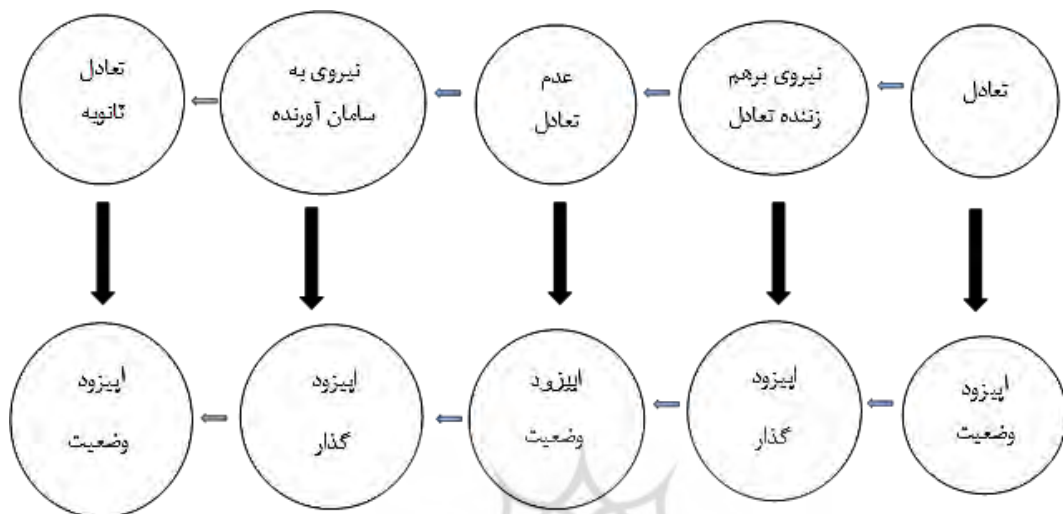 تعادل
نیروی برهم
زننده تعادل
عدم
تعادل
نیروی به
سامان آورنده
تعادل
ثانویه
اپیزود
وضعیت
اپیزود
گذار
اپیزود
وضعیت
اپیزود
گذار
اپیزود
وضعیت